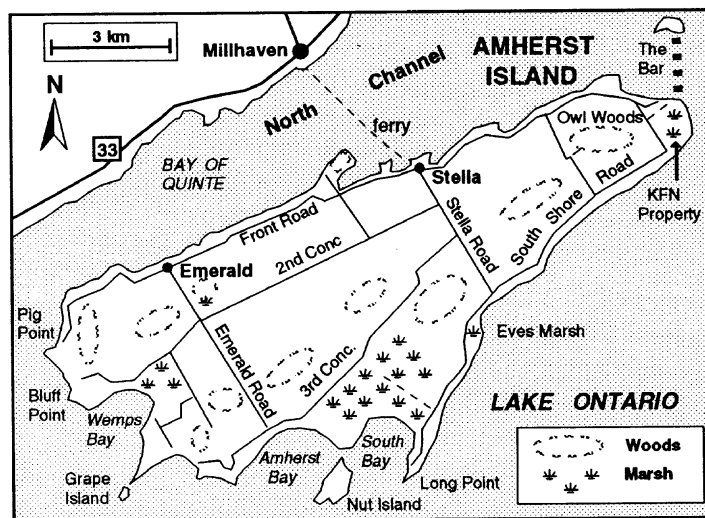 3 km
Millhaven
N
33
North
Channel
AMHERST
ISLAND
The
Bar
ferry
BAY OF
QUINTE
Owl Woods
Stella
Stella Road
South Shore
Road
KFN
Property
Front Road
2nd Conc
Emerald
Emerald Road
3rd Conc
Pig
Point
Bluff
Point
Wemps
Bay
Grape
Island
Amherst
Bay
South
Bay
Nut Island
Long Point
Eves Marsh
LAKE ONTARIO
Woods
Marsh